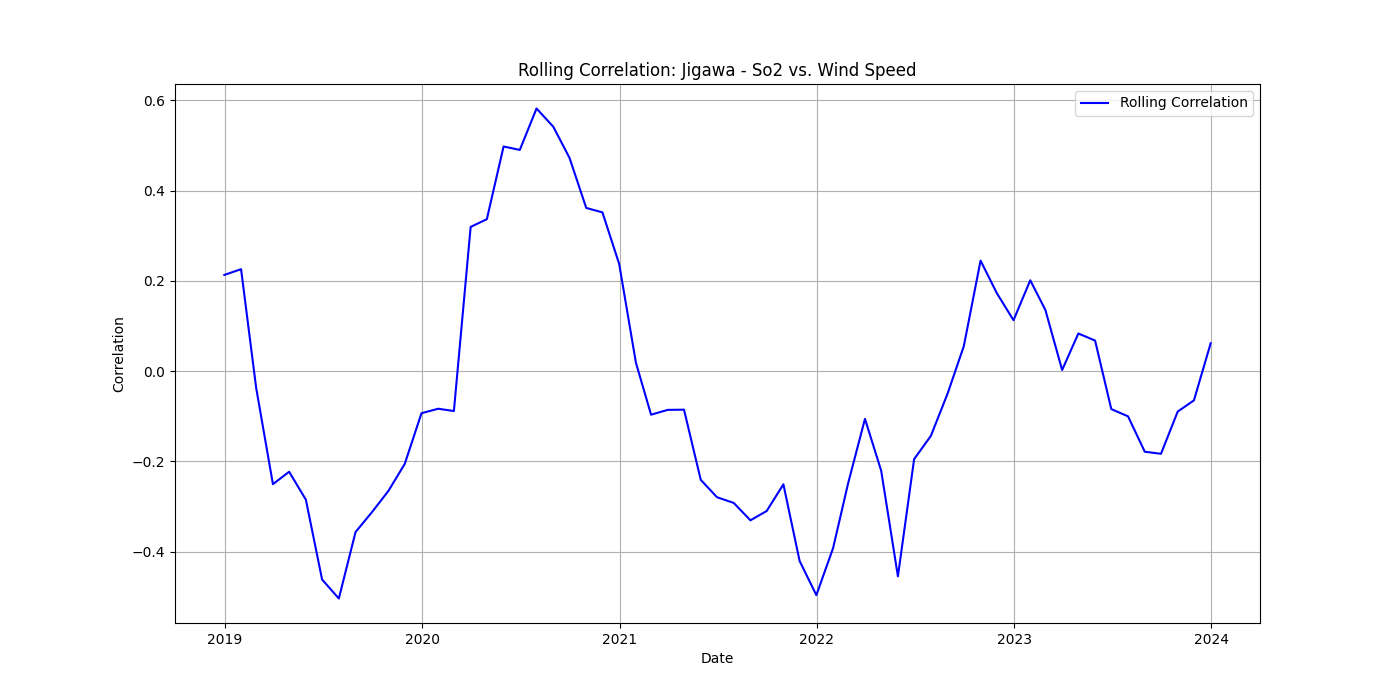 Rolling Correlation: Jigawa - So2 vs. Wind Speed
Rolling Correlation
0.6
0.4
0.2
0.0
−0.2
−0.4
Correlation
2019 2020 2021 2022 2023 2024
Date